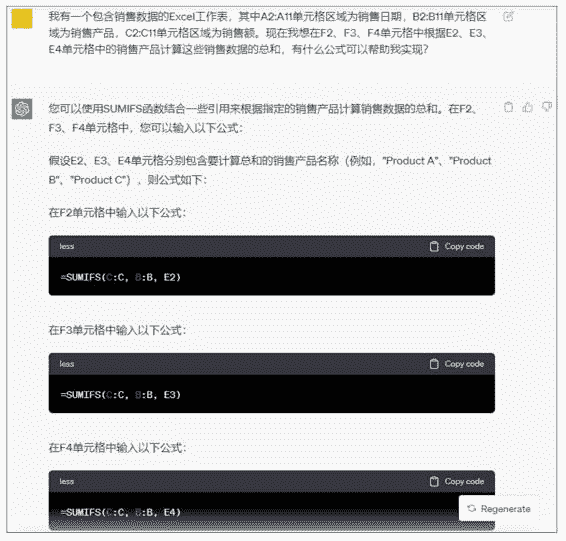 我有一个包含销售数据的Excel工作表，其中A2:A11单元格区域为销售日期，B2:B11单元格区
域为销售产品，C2:C11单元格区域为销售额。现在我想在F2、F3、F4单元格中根据E2、E3、
E4单元格中的销售产品计算这些销售数据的总和，有什么公式可以帮助我实现？
您可以使用SUMIFS函数结合一些引用来根据指定的销售产品计算销售数据的总和。在F2、
F3、F4单元格中，您可以输入以下公式：
假设E2、E3、E4单元格分别包含要计算总和的销售产品名称（例如，"Product A"、"Product
B"、"Product C"），则公式如下：
在F2单元格中输入以下公式：
less Copy code
=SUMIFS(C:C, B:B, E2)
在F3单元格中输入以下公式：
less Copy code
=SUMIFS(C:C, B:B, E3)
在F4单元格中输入以下公式：
less Copy code
=SUMIFS(C:C, B:B, E4)
Regenerate